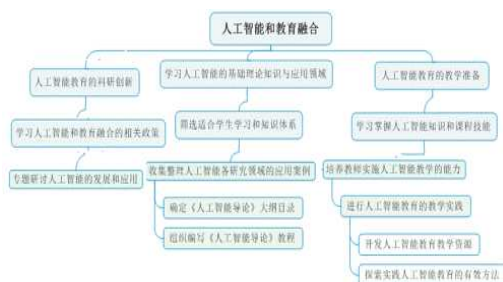 人工智能和教育融合
人工智能教育的科研创新
学习人工智能的基础理论知识与应用领域
人工智能教育的教学准备
学习人工智能和教育融合的相关政策
筛选适合学生学习和知识体系
学习掌握人工智能知识和课程技能
专题研讨人工智能的发展和应用
收集整理人工智能各研究领域的应用案例
培养教师实施人工智能教学的能力
确定《人工智能导论》大纲目录
进行人工智能教育的教学实践
组织编写《人工智能导论》教程
开发人工智能教育教学资源
探索实践人工智能教育的有效方法